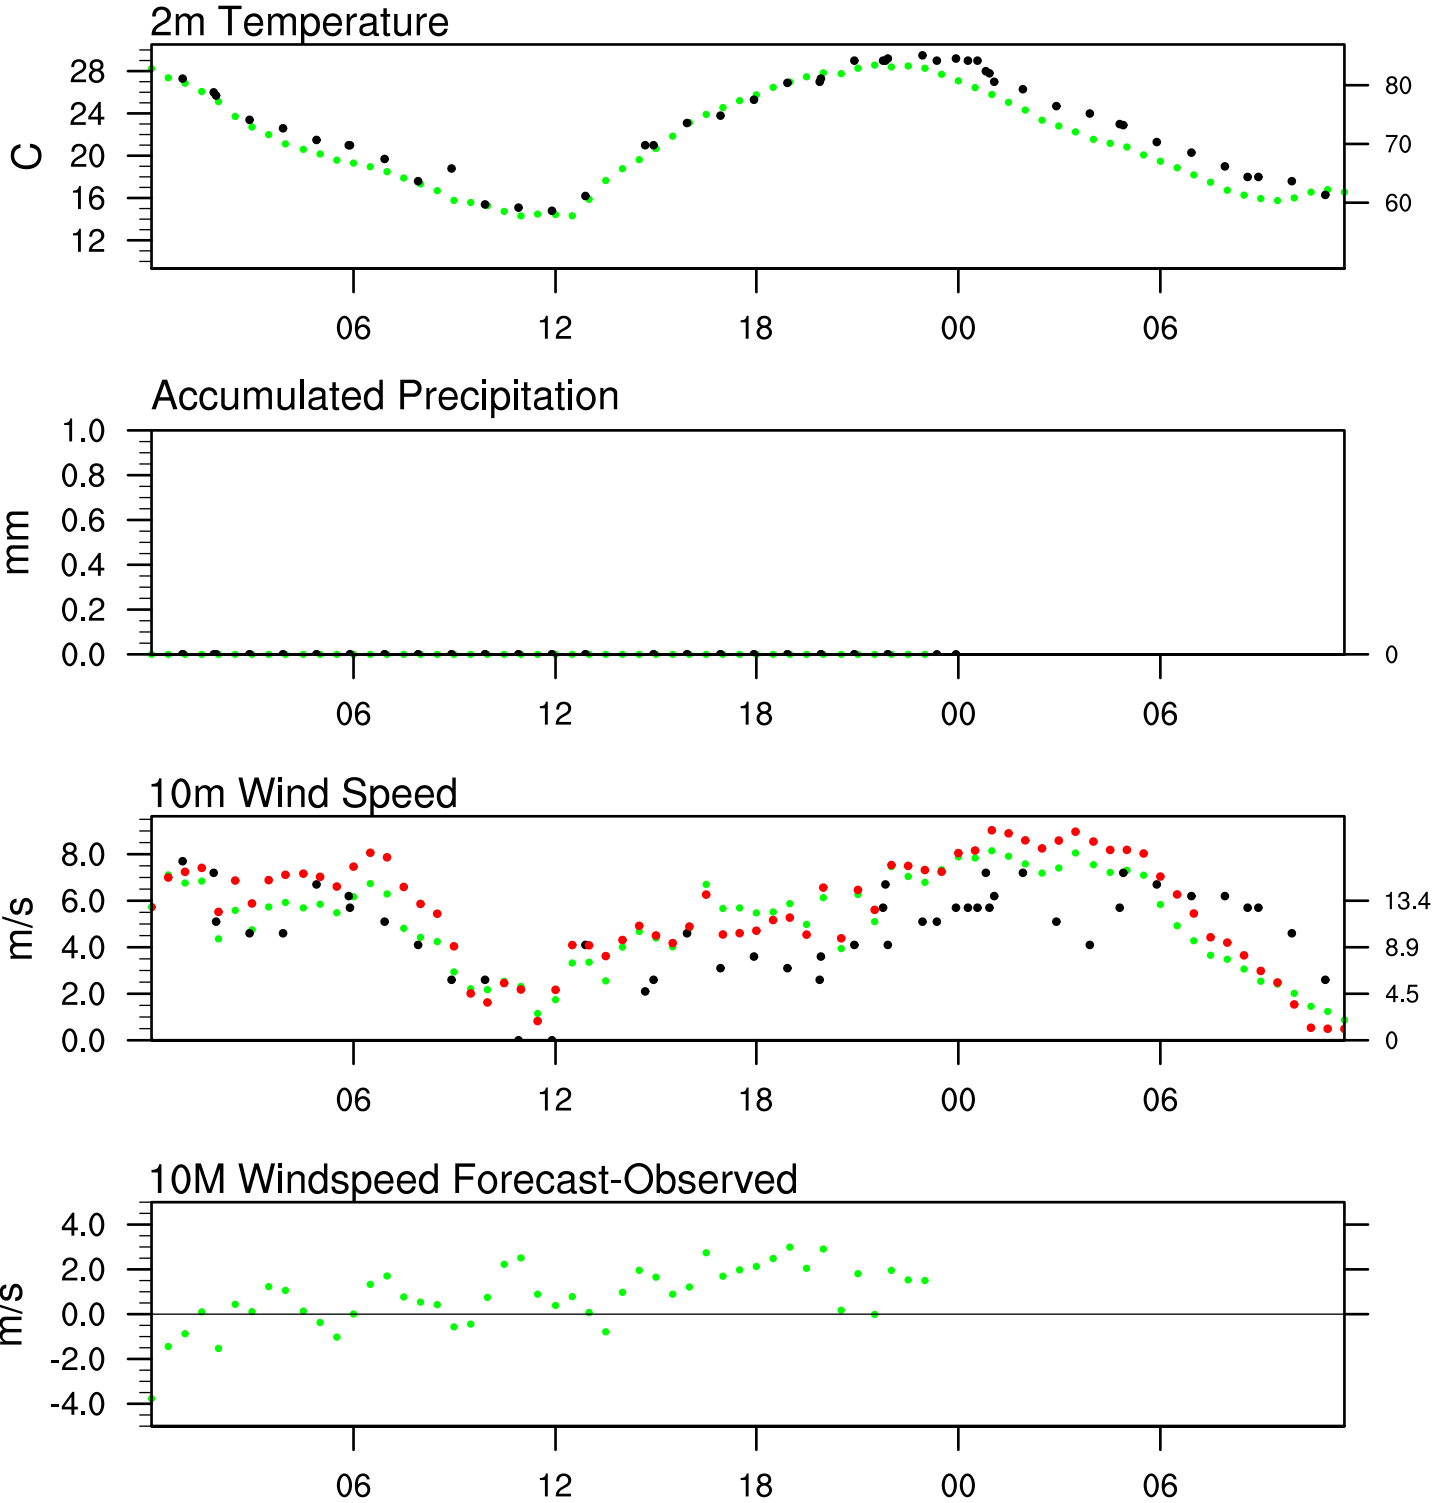 2m Temperature
28
24
20
16
12
C
80
70
60
06 12 18 00 06
Accumulated Precipitation
1.0
0.8
0.6
0.4
0.2
0.0
mm
0
06 12 18 00 06
10m Wind Speed
8.0
6.0
4.0
2.0
0.0
m/s
13.4
8.9
4.5
0
06 12 18 00 06
10M Windspeed Forecast-Observed
4.0
2.0
0.0
-2.0
-4.0
m/s
06 12 18 00 06